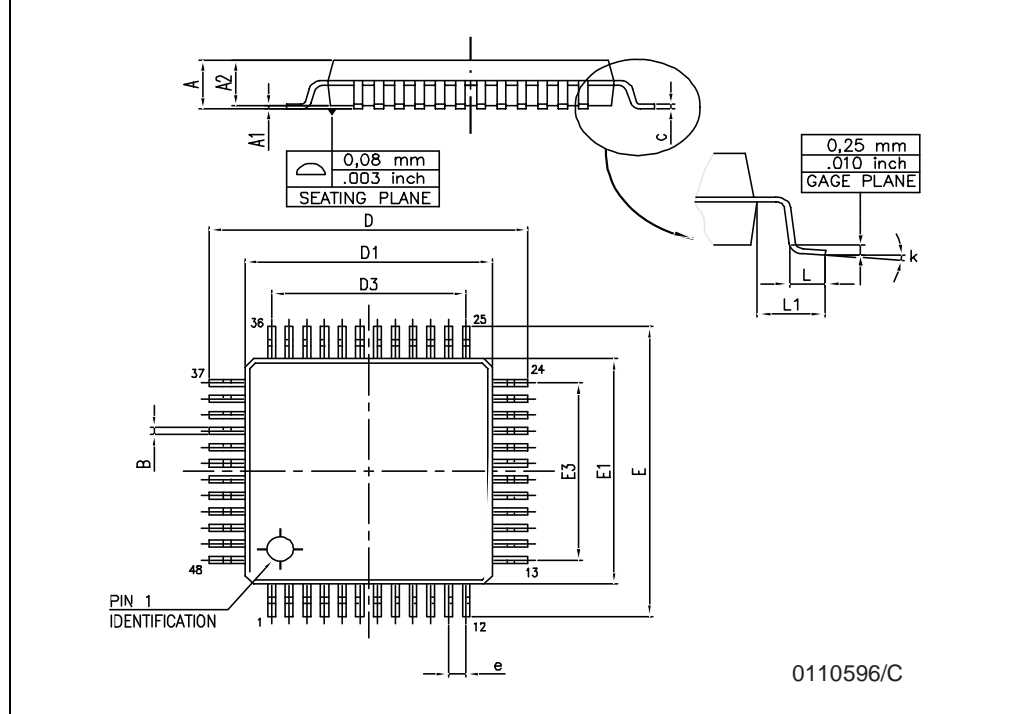 A
A2
A1
c
0,08 mm
.003 inch
SEATING PLANE
0,25 mm
.010 inch
GAGE PLANE
k
L
L1
D
D1
D3
36
25
37
24
B
E3
E1
E
48
13
PIN 1
IDENTIFICATION
1
12
e
0110596/C